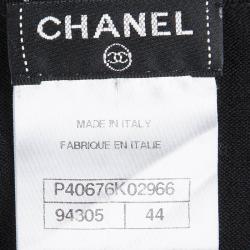 CHANEL
MADE IN ITALY
FABRIQUE EN ITALIE
P40676K02966
94305 44